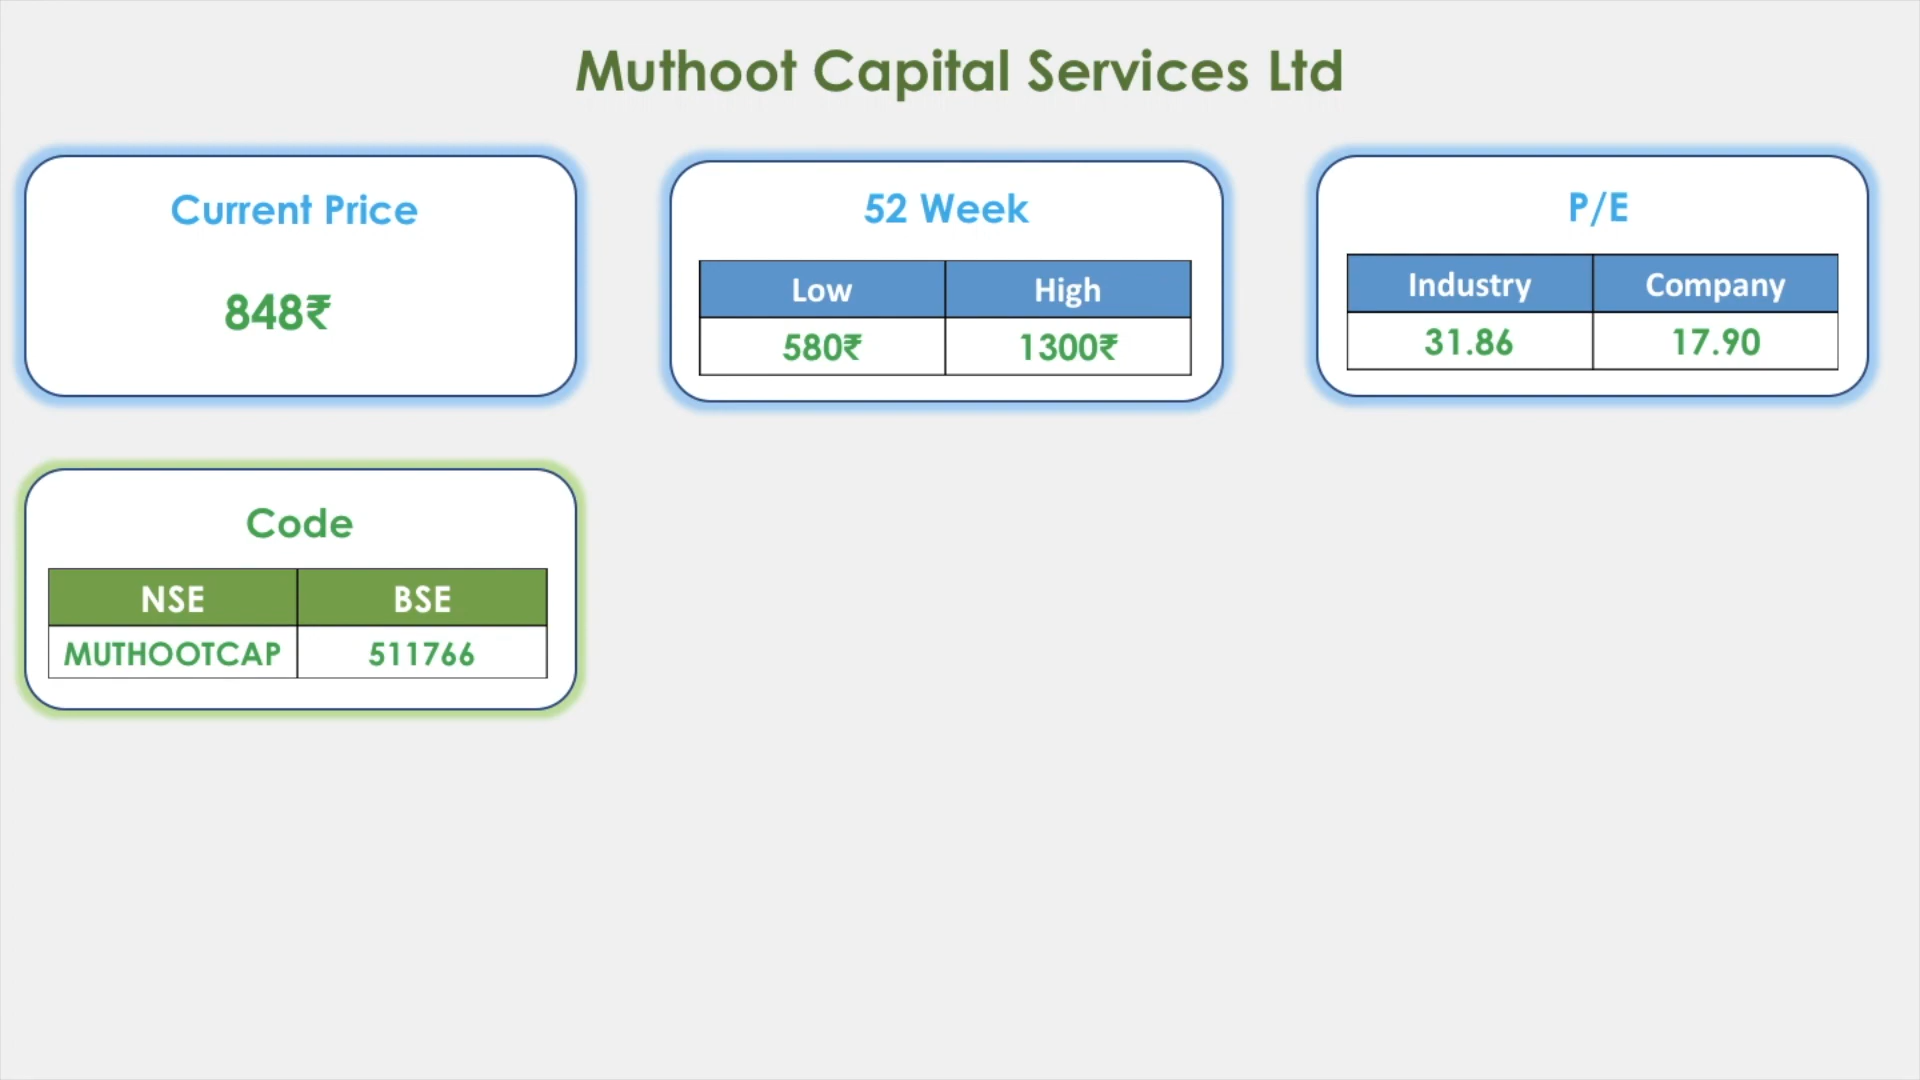 Muthoot Capital Services Ltd
Current Price
848₹
52 Week
Low High
580₹ 1300₹
P/E
Industry Company
31.86 17.90
Code
NSE BSE
MUTHOOTCAP 511766